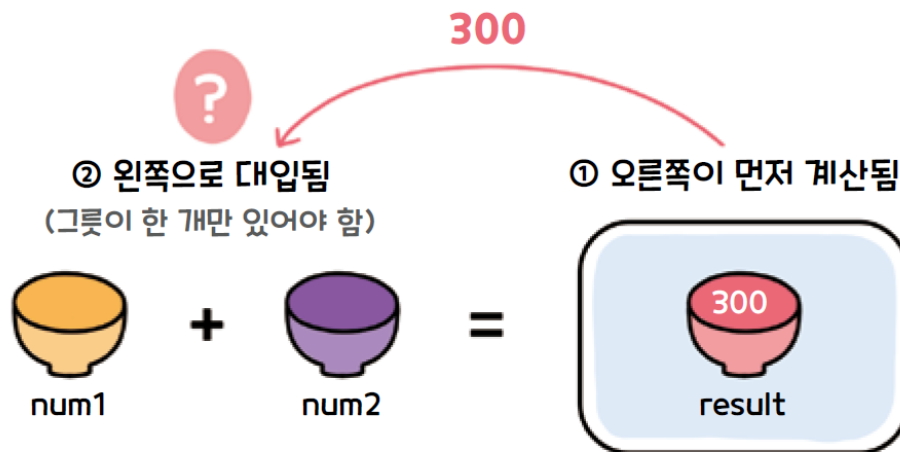 300
?
② 왼쪽으로 대입됨
(그릇이 한 개만 있어야 함)
① 오른쪽이 먼저 계산됨
+
=
300
num1
num2
result